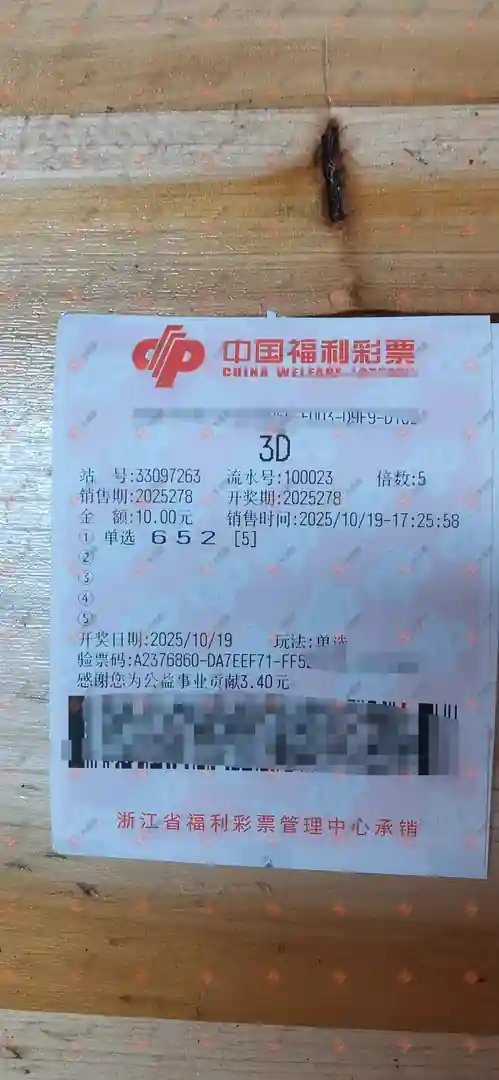 中国福利彩票
CHINA WELFARE LOTTERY
3D
站 号:33097263 流水号:100023 倍数:5
销售期:2025278 开奖期:2025278
金 额:10.00元 销售时间:2025/10/19-17:25:58
① 单选 6 5 2 [5]
②
③
④
⑤
开奖日期:2025/10/19 玩法:单选
验票码:A2376860-DA7EEF71-FF5
感谢您为公益事业贡献3.40元
浙江省福利彩票管理中心承销